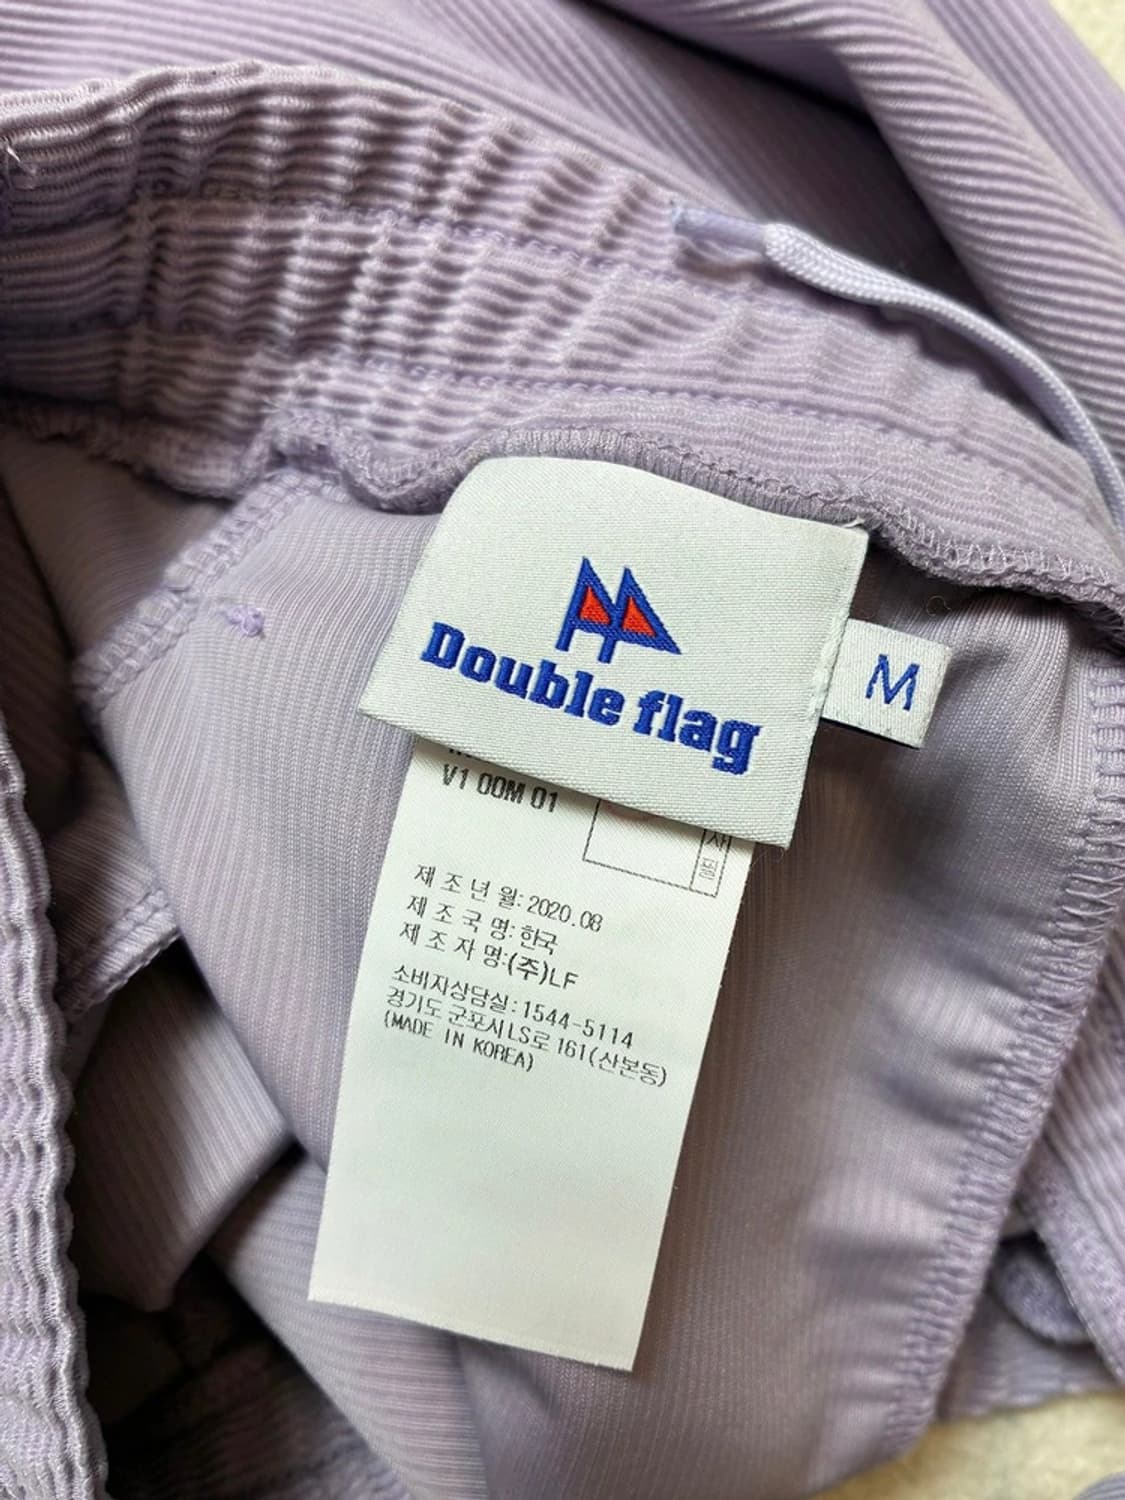 Double flag
M
V1 00M 01
사
필
제 조 년 월: 2020.08
제 조 국 명: 한국
제 조 자 명:(주)LF
소비자상담실:1544-5114
경기도 군포시LS로 161(산본동)
(MADE IN KOREA)